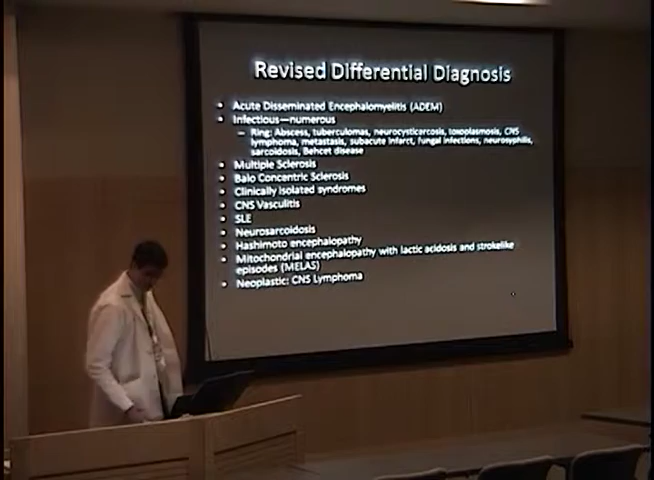 Revised Differential Diagnosis
• Acute Disseminated Encephalomyelitis (ADEM)
• Infectious—numerous
– Ring: Abscess, tuberculomas, neurocysticercosis, toxoplasmosis, CNS
lymphoma, metastasis, subacute infarct, fungal infections, neurosyphilis,
sarcoidosis, Behcet disease
• Multiple Sclerosis
• Balo Concentric Sclerosis
• Clinically isolated syndromes
• CNS Vasculitis
• SLE
• Neurosarcoidosis
• Hashimoto encephalopathy
• Mitochondrial encephalopathy with lactic acidosis and strokelike
episodes (MELAS)
• Neoplastic: CNS Lymphoma